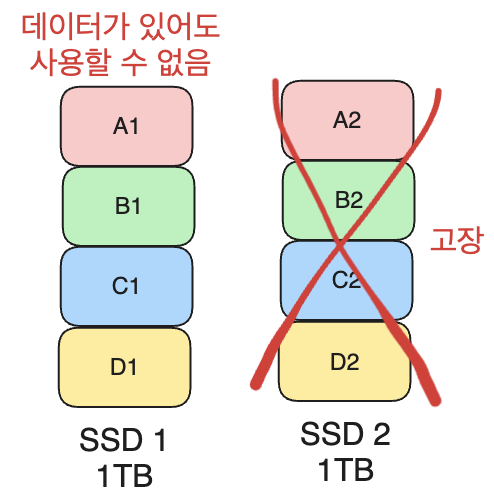 데이터가 있어도
사용할 수 없음
A1
A2
B1
B2
고장
C1
C2
D1
D2
SSD 1
1TB
SSD 2
1TB